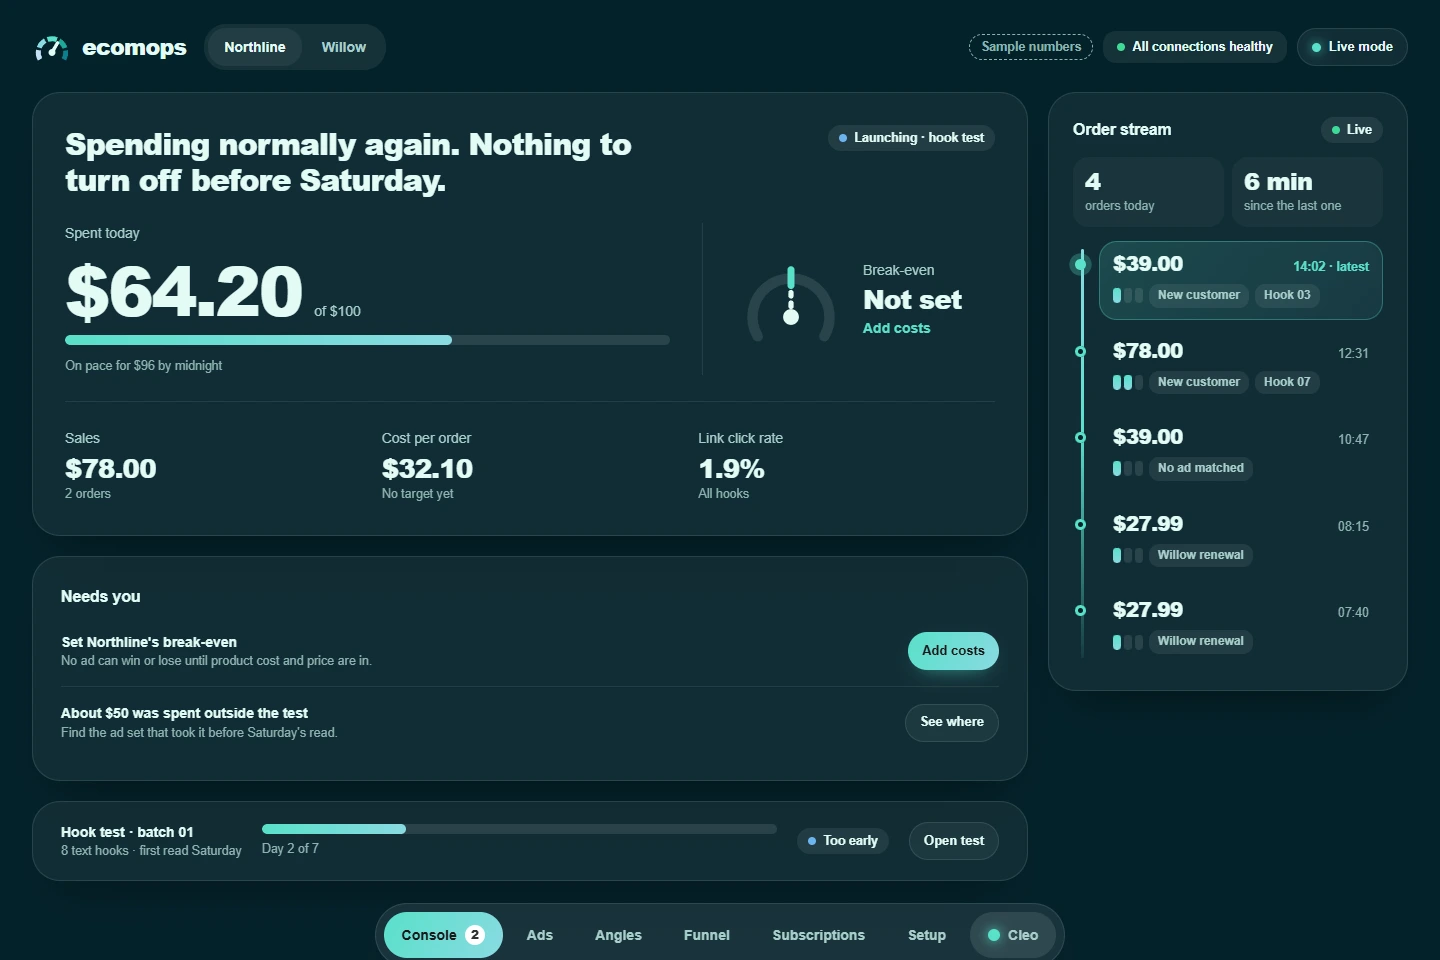 ecomops
Northline
Willow
Sample numbers
All connections healthy
Live mode
Spending normally again. Nothing to
turn off before Saturday.
Launching · hook test
Spent today
$64.20 of $100
On pace for $96 by midnight
Break-even
Not set
Add costs
Sales
$78.00
2 orders
Cost per order
$32.10
No target yet
Link click rate
1.9%
All hooks
Needs you
Set Northline's break-even
No ad can win or lose until product cost and price are in.
Add costs
About $50 was spent outside the test
Find the ad set that took it before Saturday's read.
See where
Hook test · batch 01
8 text hooks · first read Saturday
Day 2 of 7
Too early
Open test
Order stream
Live
4
orders today
6 min
since the last one
$39.00
14:02 · latest
New customer
Hook 03
$78.00
12:31
New customer
Hook 07
$39.00
10:47
No ad matched
$27.99
08:15
Willow renewal
$27.99
07:40
Willow renewal
Console 2
Ads
Angles
Funnel
Subscriptions
Setup
Cleo